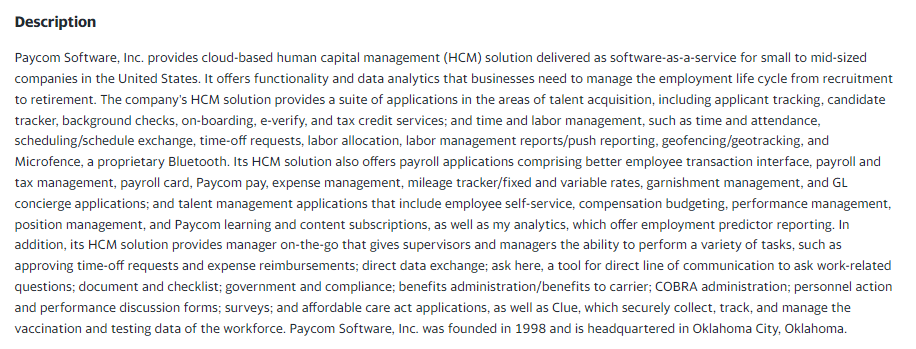 Description
Paycom Software, Inc. provides cloud-based human capital management (HCM) solution delivered as software-as-a-service for small to mid-sized
companies in the United States. It offers functionality and data analytics that businesses need to manage the employment life cycle from recruitment
to retirement. The company's HCM solution provides a suite of applications in the areas of talent acquisition, including applicant tracking, candidate
tracker, background checks, on-boarding, e-verify, and tax credit services; and time and labor management, such as time and attendance,
scheduling/schedule exchange, time-off requests, labor allocation, labor management reports/push reporting, geofencing/geotracking, and
Microfence, a proprietary Bluetooth. Its HCM solution also offers payroll applications comprising better employee transaction interface, payroll and
tax management, payroll card, Paycom pay, expense management, mileage tracker/fixed and variable rates, garnishment management, and GL
concierge applications; and talent management applications that include employee self-service, compensation budgeting, performance management,
position management, and Paycom learning and content subscriptions, as well as my analytics, which offer employment predictor reporting. In
addition, its HCM solution provides manager on-the-go that gives supervisors and managers the ability to perform a variety of tasks, such as
approving time-off requests and expense reimbursements; direct data exchange; ask here, a tool for direct line of communication to ask work-related
questions; document and checklist; government and compliance; benefits administration/benefits to carrier; COBRA administration; personnel action
and performance discussion forms; surveys; and affordable care act applications, as well as Clue, which securely collect, track, and manage the
vaccination and testing data of the workforce. Paycom Software, Inc. was founded in 1998 and is headquartered in Oklahoma City, Oklahoma.